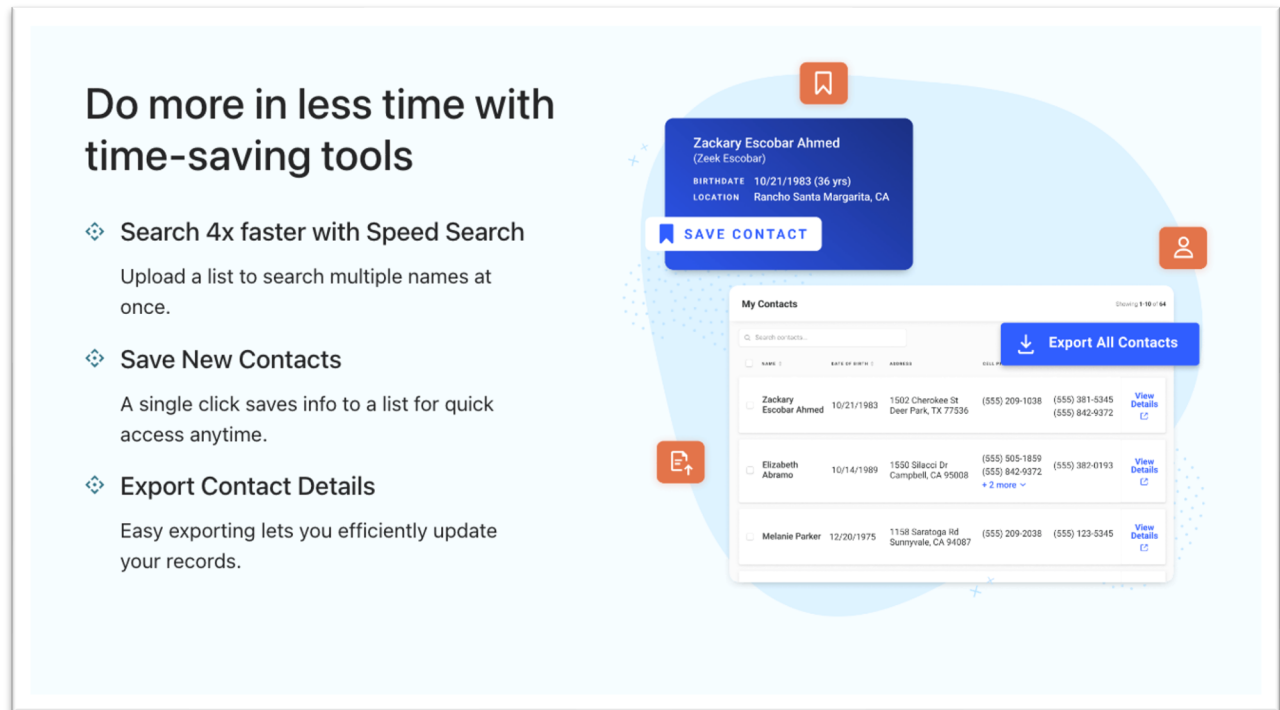 Do more in less time with
time-saving tools
Search 4x faster with Speed Search
Upload a list to search multiple names at
once.
Save New Contacts
A single click saves info to a list for quick
access anytime.
Export Contact Details
Easy exporting lets you efficiently update
your records.
Zackary Escobar Ahmed
(Zeek Escobar)
BIRTHDATE 10/21/1983 (36 yrs)
LOCATION Rancho Santa Margarita, CA
SAVE CONTACT
My Contacts
Showing 1-10 of 64
Search contacts...
Export All Contacts
NAME DATE OF BIRTH ADDRESS CELL
Zackary
Escobar Ahmed
10/21/1983
1502 Cherokee St
Deer Park, TX 77536
(555) 209-1038
(555) 381-5345
(555) 842-9372
View
Details
Elizabeth
Abramo
10/14/1989
1550 Silacci Dr
Campbell, CA 95008
(555) 505-1859
(555) 842-9372
+ 2 more
(555) 382-0193
View
Details
Melanie Parker
12/20/1975
1158 Saratoga Rd
Sunnyvale, CA 94087
(555) 209-2038
(555) 123-5345
View
Details